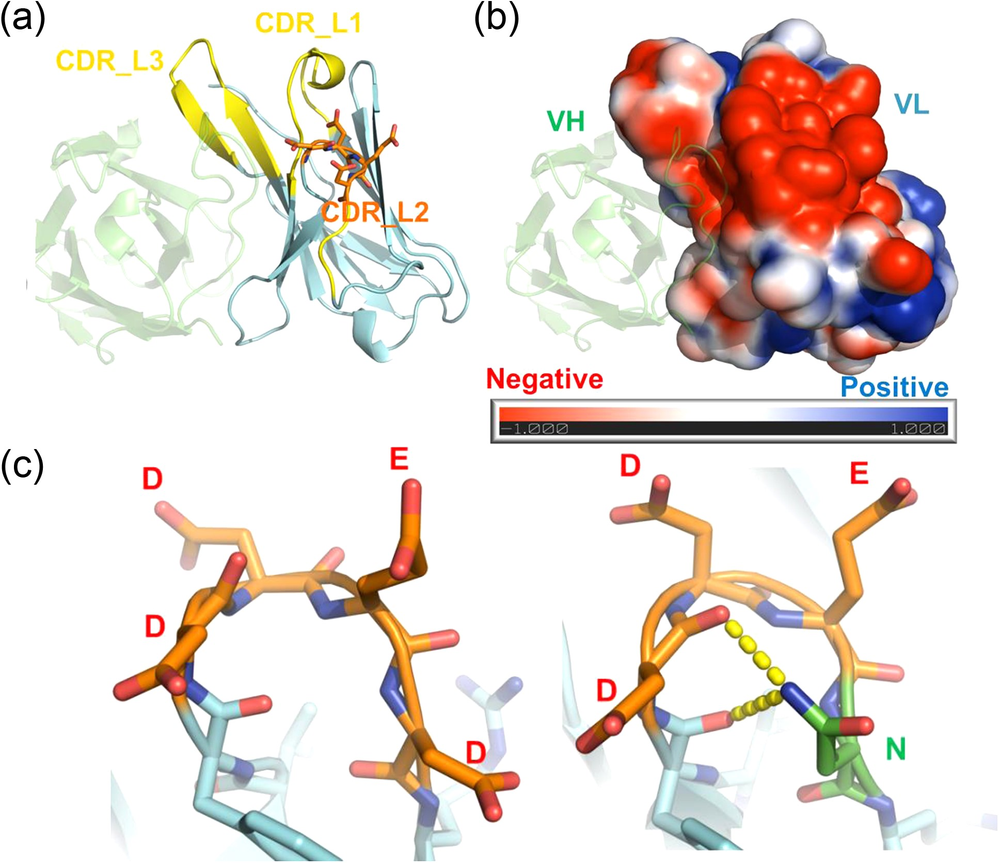 (a)
CDR_L1
CDR_L3
CDR_L2
(b)
VH
VL
Negative
Positive
-1.000
1.000
(c)
D
E
D
D
D
E
D
N